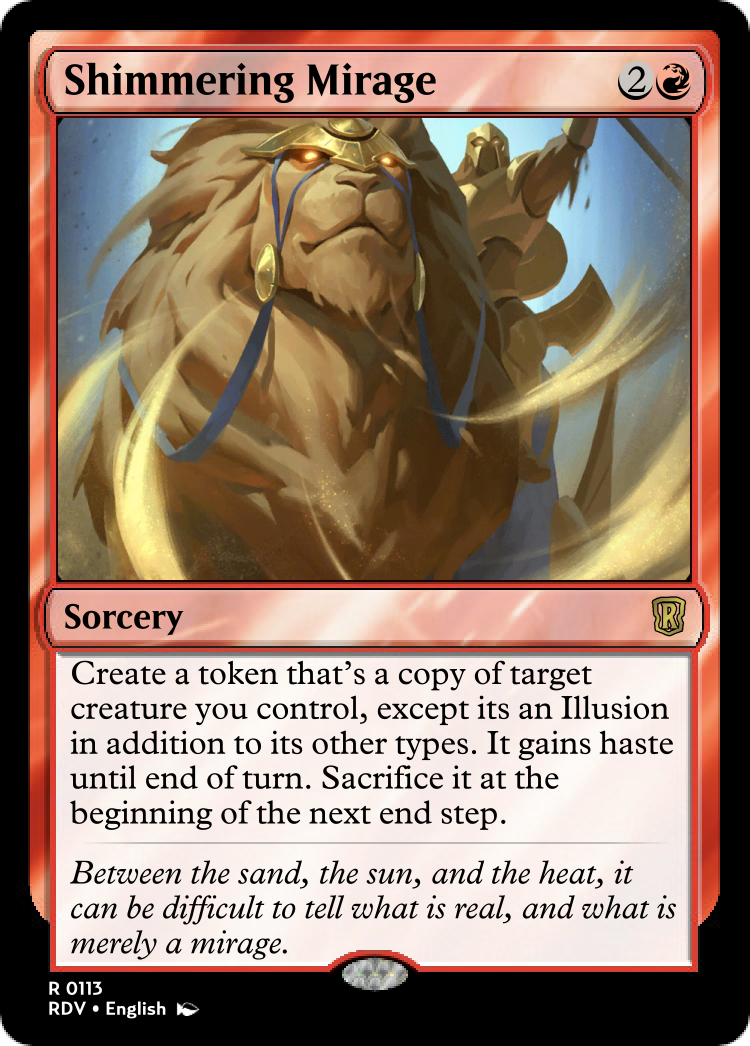 Shimmering Mirage 2
Sorcery R
Create a token that's a copy of target
creature you control, except its an Illusion
in addition to its other types. It gains haste
until end of turn. Sacrifice it at the
beginning of the next end step.
Between the sand, the sun, and the heat, it
can be difficult to tell what is real, and what is
merely a mirage.
R 0113
RDV • English